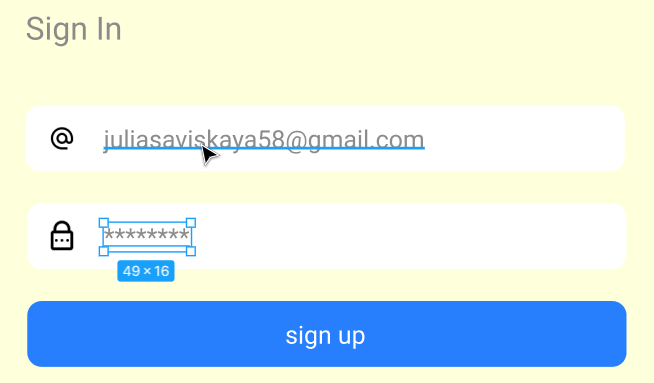 Sign In
juliasaviskaya58@gmail.com
********
49 × 16
sign up